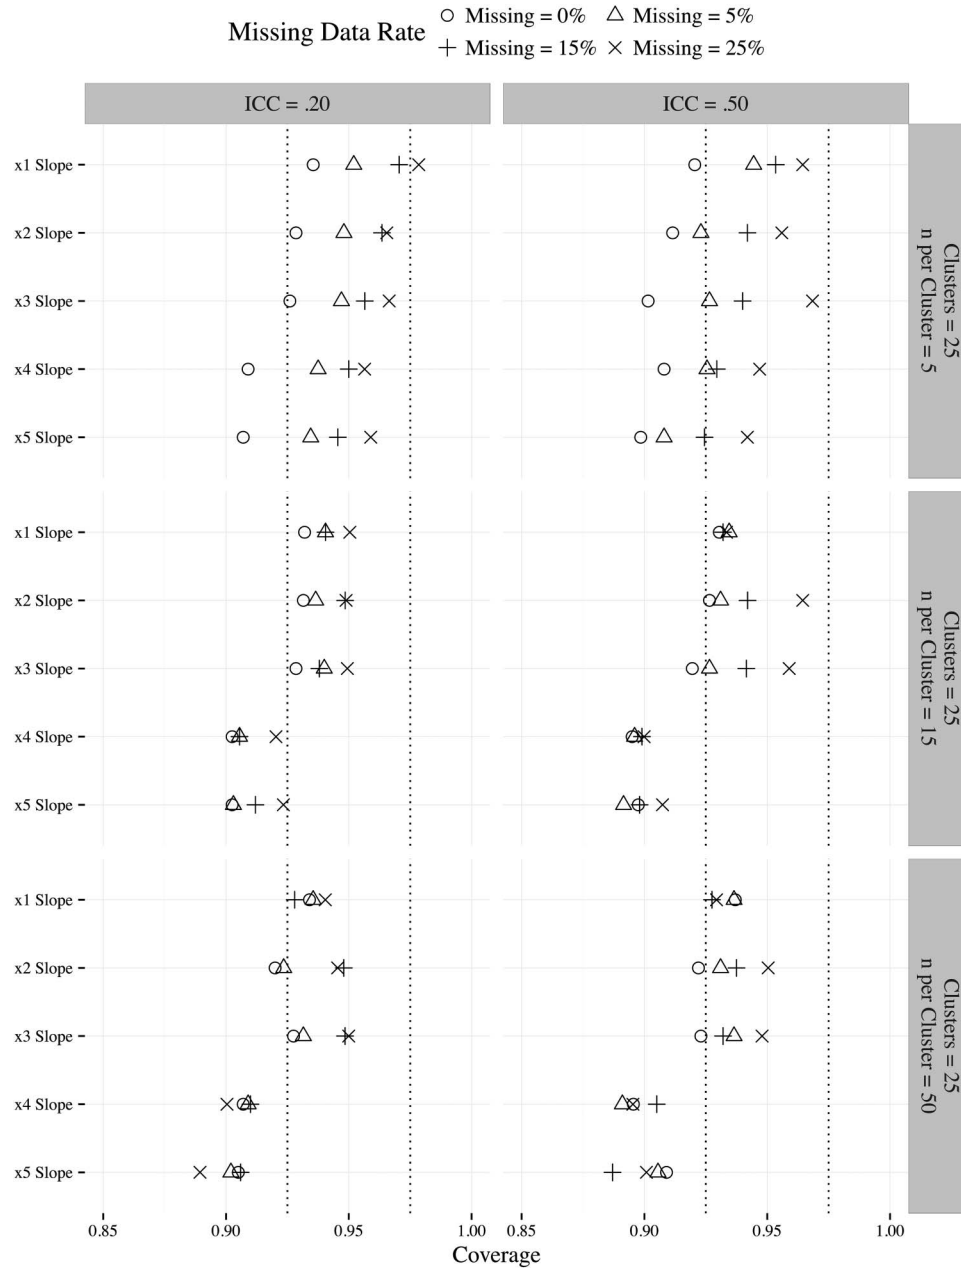 Missing Data Rate
Missing = 0%
Missing = 5%
Missing = 15%
Missing = 25%
ICC = .20
ICC = .50
x1 Slope
x2 Slope
x3 Slope
x4 Slope
x5 Slope
Clusters = 25
n per Cluster = 5
x1 Slope
x2 Slope
x3 Slope
x4 Slope
x5 Slope
Clusters = 25
n per Cluster = 15
x1 Slope
x2 Slope
x3 Slope
x4 Slope
x5 Slope
Clusters = 25
n per Cluster = 50
0.85 0.90 0.95 1.00 0.85 0.90 0.95 1.00
Coverage